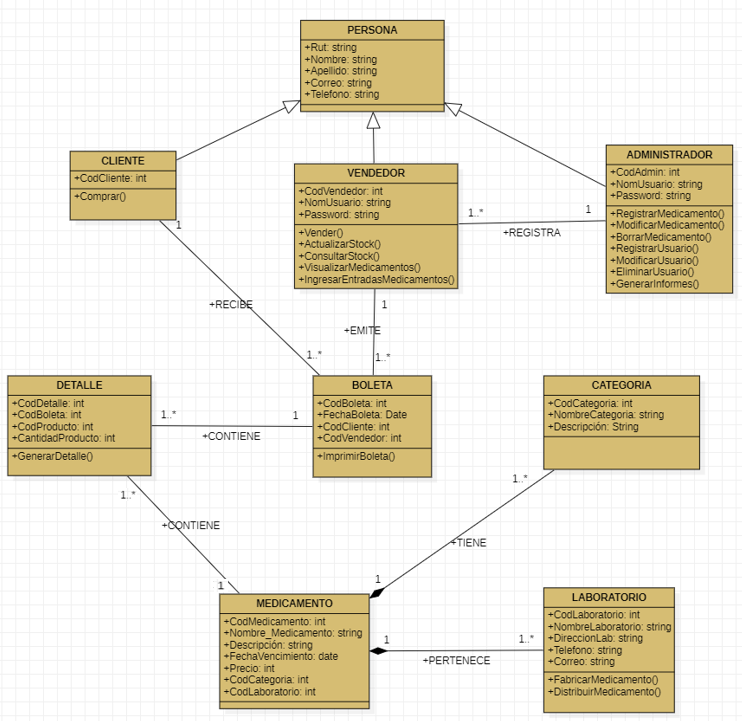 PERSONA
+Rut: string
+Nombre: string
+Apellido: string
+Correo: string
+Telefono: string
CLIENTE
+CodCliente: int
+Comprar()
VENDEDOR
+CodVendedor: int
+NomUsuario: string
+Password: string
+Vender()
+ActualizarStock()
+ConsultarStock()
+VisualizarMedicamentos()
+IngresarEntradasMedicamentos()
ADMINISTRADOR
+CodAdmin: int
+NomUsuario: string
+Password: string
+RegistrarMedicamento()
+ModificarMedicamento()
+BorrarMedicamento()
+RegistrarUsuario()
+ModificarUsuario()
+EliminarUsuario()
+GenerarInformes()
1..*
1
+REGISTRA
1
+RECIBE
1..*
1
+EMITE
1..*
DETALLE
+CodDetalle: int
+CodBoleta: int
+CodProducto: int
+CantidadProducto: int
+GenerarDetalle()
1..*
1
+CONTIENE
BOLETA
+CodBoleta: int
+FechaBoleta: Date
+CodCliente: int
+CodVendedor: int
+ImprimirBoleta()
CATEGORIA
+CodCategoria: int
+NombreCategoria: string
+Descripción: String
1..*
+CONTIENE
1
1..*
+TIENE
1
MEDICAMENTO
+CodMedicamento: int
+Nombre_Medicamento: string
+Descripción: string
+FechaVencimiento: date
+Precio: int
+CodCategoria: int
+CodLaboratorio: int
1
1..*
+PERTENECE
LABORATORIO
+CodLaboratorio: int
+NombreLaboratorio: string
+DireccionLab: string
+Telefono: string
+Correo: string
+FabricarMedicamento()
+DistribuirMedicamento()